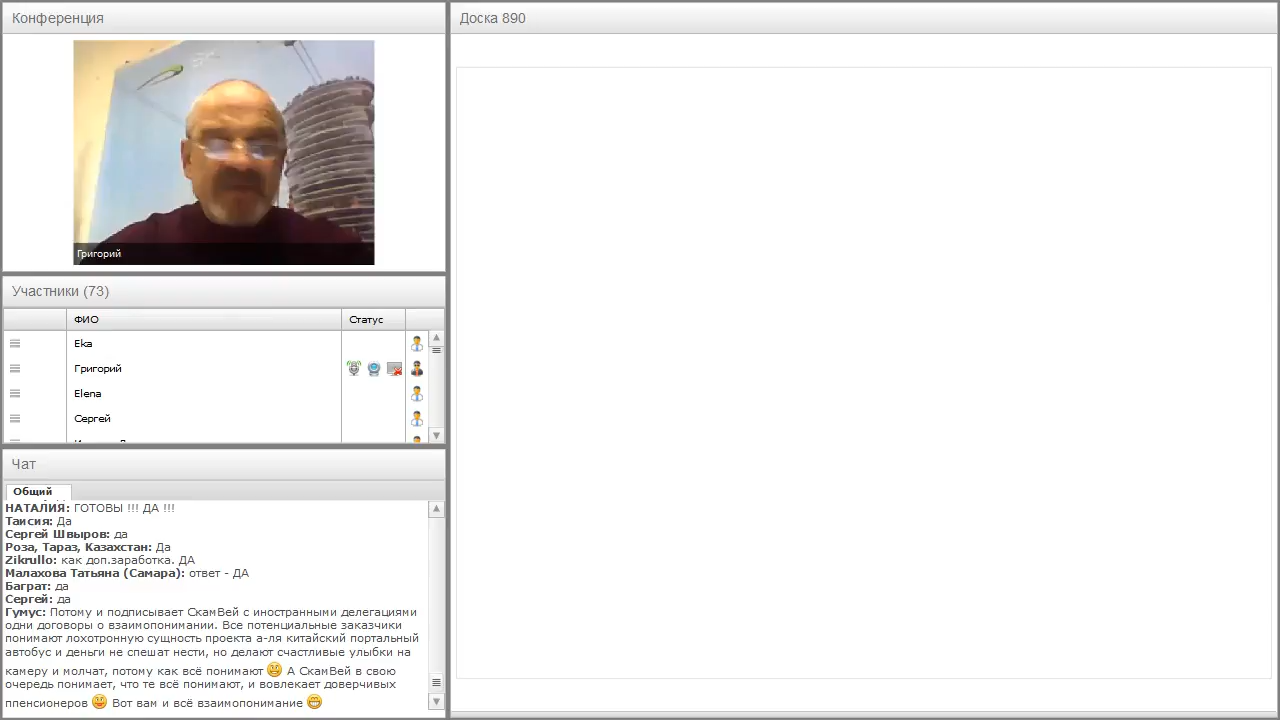 Конференция
Доска 890
Григорий
Участники (73)
ФИО
Статус
Eka
Григорий
Elena
Сергей
Чат
Общий
НАТАЛИЯ: ГОТОВЫ !!! ДА !!!
Таисия: Да
Сергей Швыров: да
Роза, Тараз, Казахстан: Да
Zikrullo: как доп.заработка. ДА
Малахова Татьяна (Самара): ответ - ДА
Баграт: да
Сергей: да
Гумус: Потому и подписывает СкамВей с иностранными делегациями
одни договоры о взаимопонимании. Все потенциальные заказчики
понимают лохотронную сущность проекта а-ля китайский портальный
автобус и деньги не спешат нести, но делают счастливые улыбки на
камеру и молчат, потому как всё понимают А СкамВей в свою
очередь понимает, что те всё понимают, и вовлекает доверчивых
ппенсионеров Вот вам и всё взаимопонимание